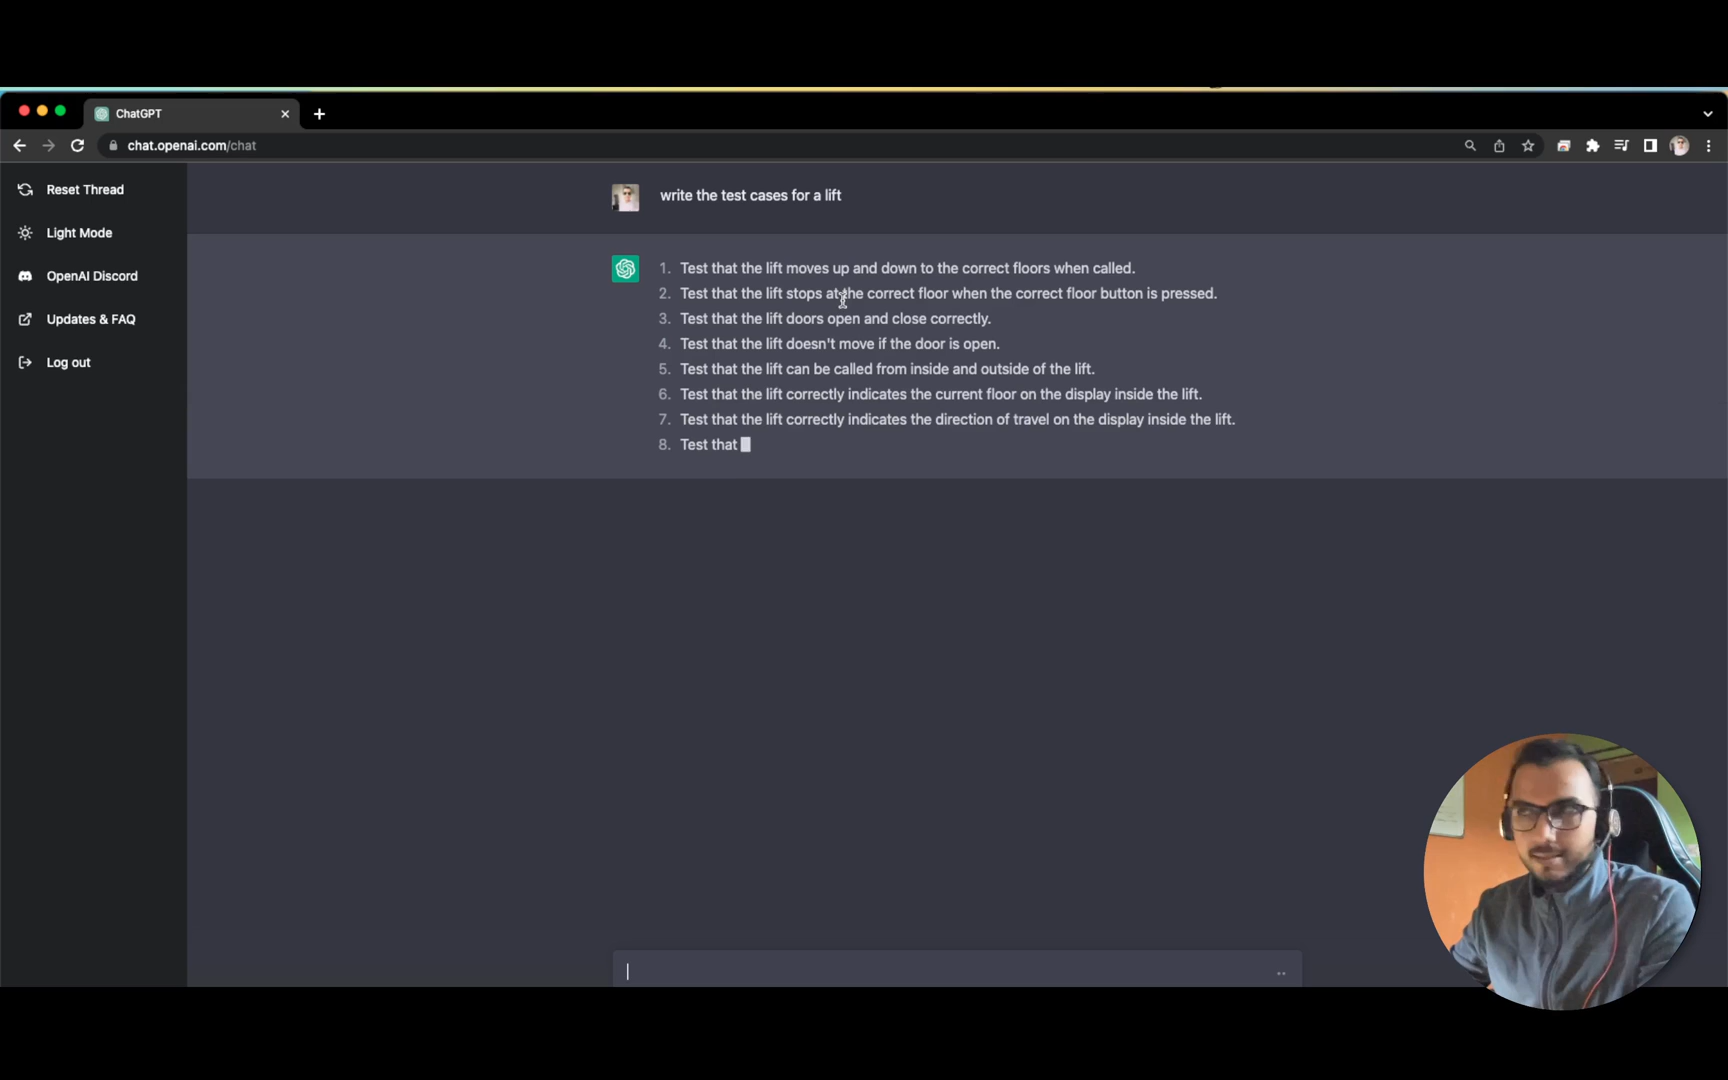 ChatGPT
chat.openai.com/chat
Reset Thread
Light Mode
OpenAI Discord
Updates & FAQ
Log out
write the test cases for a lift
1. Test that the lift moves up and down to the correct floors when called.
2. Test that the lift stops at the correct floor when the correct floor button is pressed.
3. Test that the lift doors open and close correctly.
4. Test that the lift doesn't move if the door is open.
5. Test that the lift can be called from inside and outside of the lift.
6. Test that the lift correctly indicates the current floor on the display inside the lift.
7. Test that the lift correctly indicates the direction of travel on the display inside the lift.
8. Test that